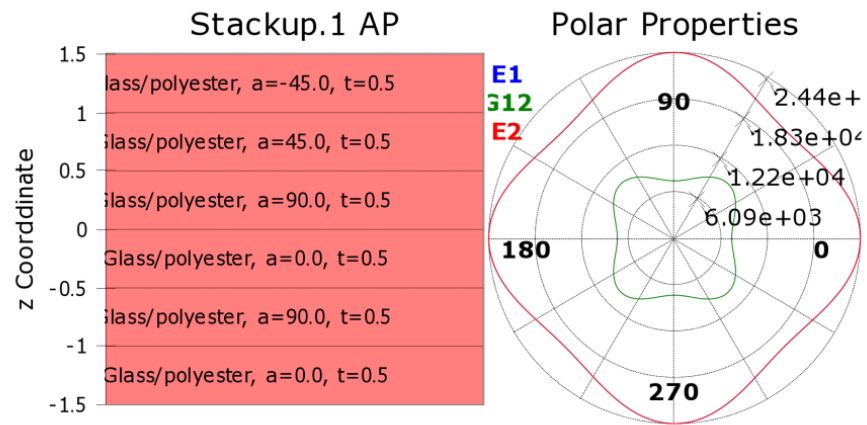 Stackup.1 AP
Polar Properties
z Coorddinate
1.5
1
0.5
0
-0.5
-1
-1.5
lass/polyester, a=-45.0, t=0.5
Glass/polyester, a=45.0, t=0.5
Glass/polyester, a=90.0, t=0.5
Glass/polyester, a=0.0, t=0.5
Glass/polyester, a=90.0, t=0.5
Glass/polyester, a=0.0, t=0.5
E1
G12
E2
90
180
0
270
2.44e+
1.83e+04
1.22e+04
6.09e+03